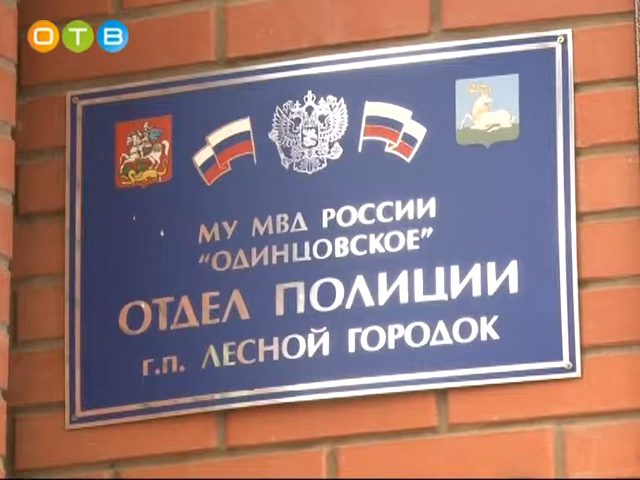 ОТВ
МУ МВД РОССИИ
“ОДИНЦОВСКОЕ”
ОТДЕЛ ПОЛИЦИИ
Г.П. ЛЕСНОЙ ГОРОДОК